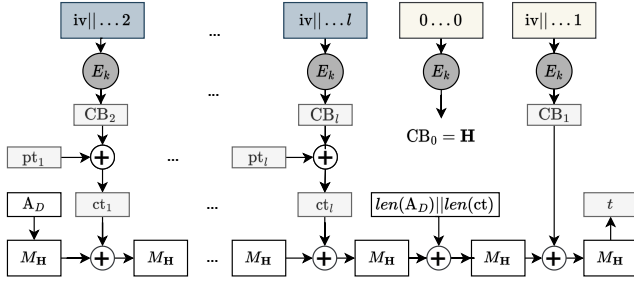 iv||...2 ... iv||...l 0...0 iv||...1
E_k E_k E_k E_k
...
CB_2 CB_l CB_1
CB_0 = H
pt_1 + ... pt_l +
A_D ct_1 ... ct_l len(A_D)||len(ct) t
M_H + M_H ... M_H + M_H + M_H + M_H